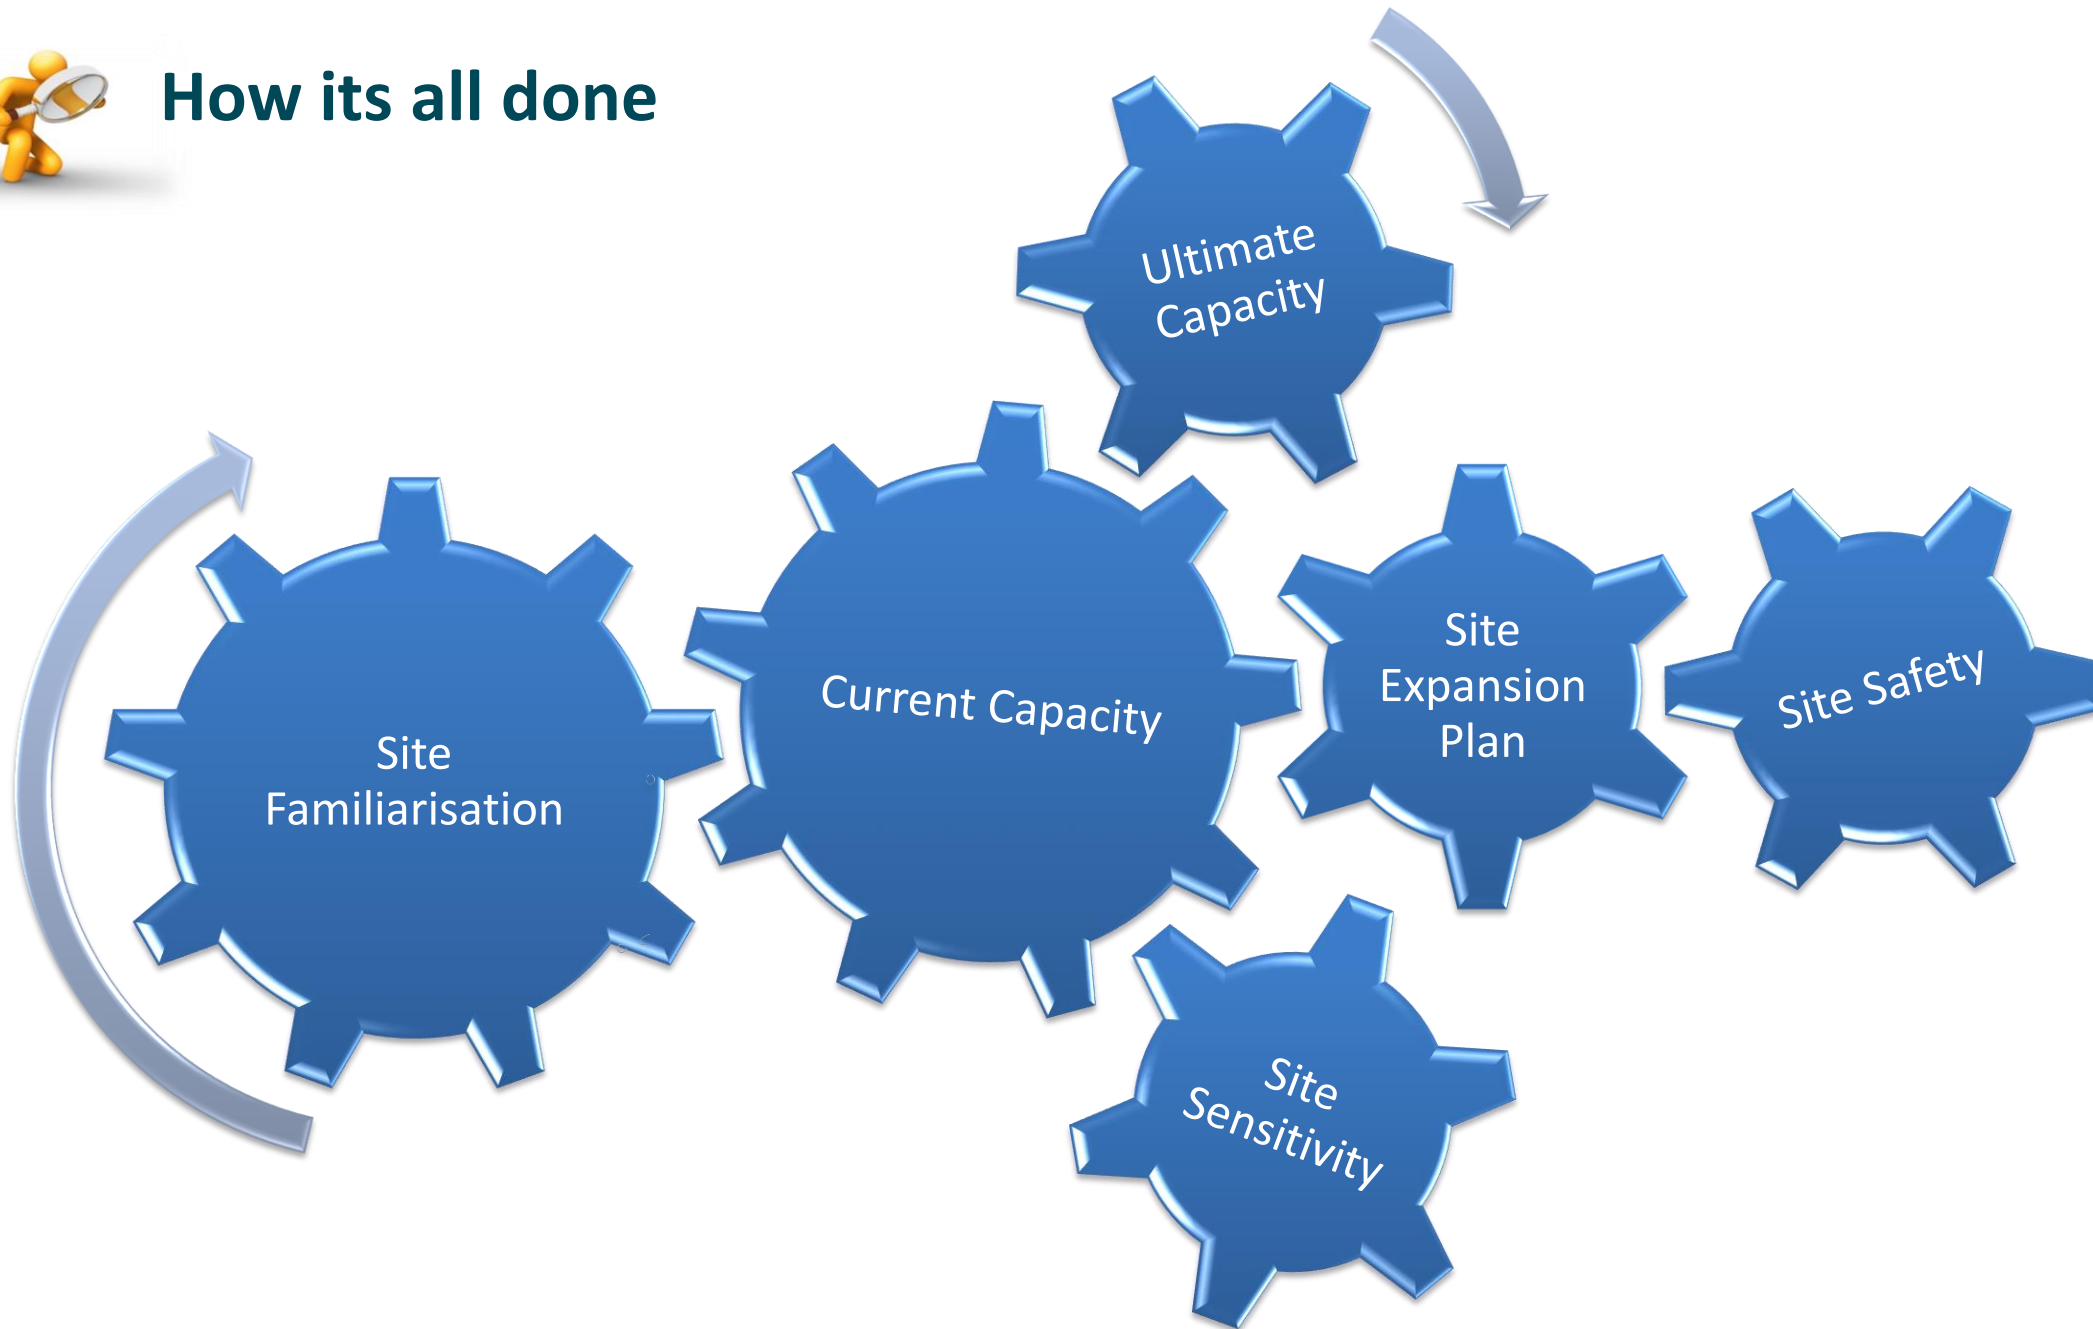 How its all done
Ultimate
Capacity
Site
Familiarisation
Current Capacity
Site
Expansion
Plan
Site Safety
Site
Sensitivity